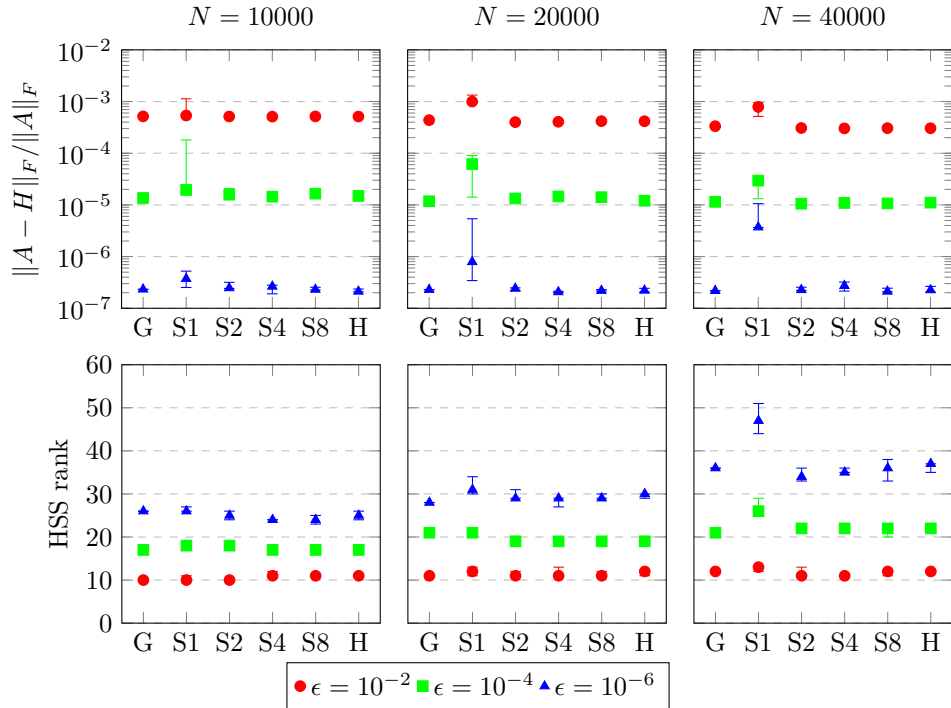 N = 10000 N = 20000 N = 40000
10⁻²
10⁻³
10⁻⁴
10⁻⁵
10⁻⁶
10⁻⁷
‖A − H‖_F/‖A‖_F
G S1 S2 S4 S8 H G S1 S2 S4 S8 H G S1 S2 S4 S8 H
60
50
40
30
20
10
0
HSS rank
G S1 S2 S4 S8 H G S1 S2 S4 S8 H G S1 S2 S4 S8 H
ϵ = 10⁻² ϵ = 10⁻⁴ ϵ = 10⁻⁶